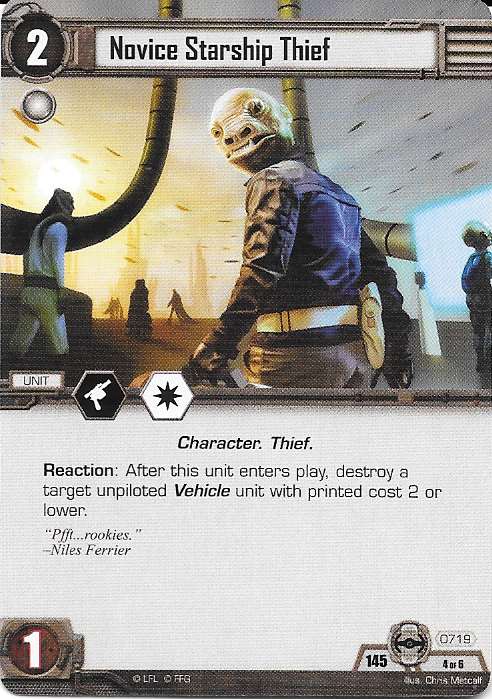 2
Novice Starship Thief
UNIT
Character. Thief.
Reaction: After this unit enters play, destroy a
target unpiloted Vehicle unit with printed cost 2 or
lower.
“Pfft...rookies.”
–Niles Ferrier
1
145
0719
4 of 6
© LFL © FFG
Illus. Chris Metcalf